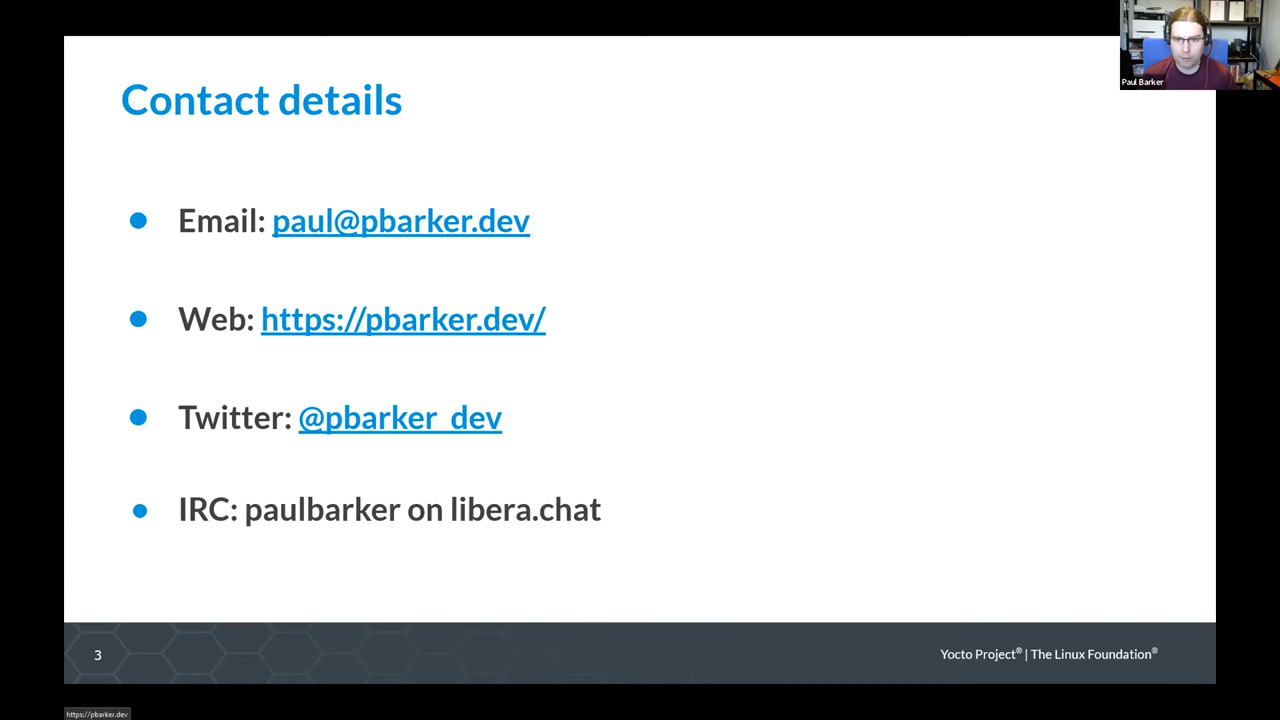 Contact details
Paul Barker
Email: paul@pbarker.dev
Web: https://pbarker.dev/
Twitter: @pbarker_dev
IRC: paulbarker on libera.chat
3
Yocto Project® | The Linux Foundation®
https://pbarker.dev